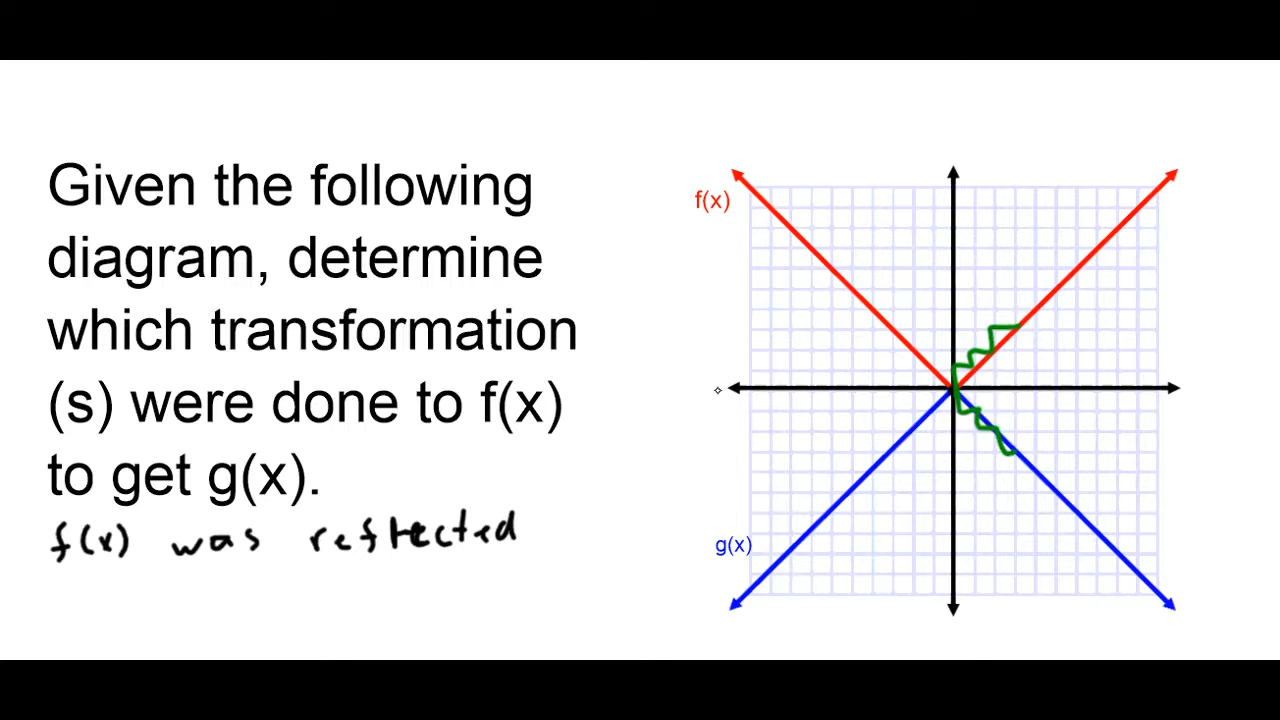 Given the following
diagram, determine
which transformation
(s) were done to f(x)
to get g(x).
f(x) was reflected
f(x)
g(x)